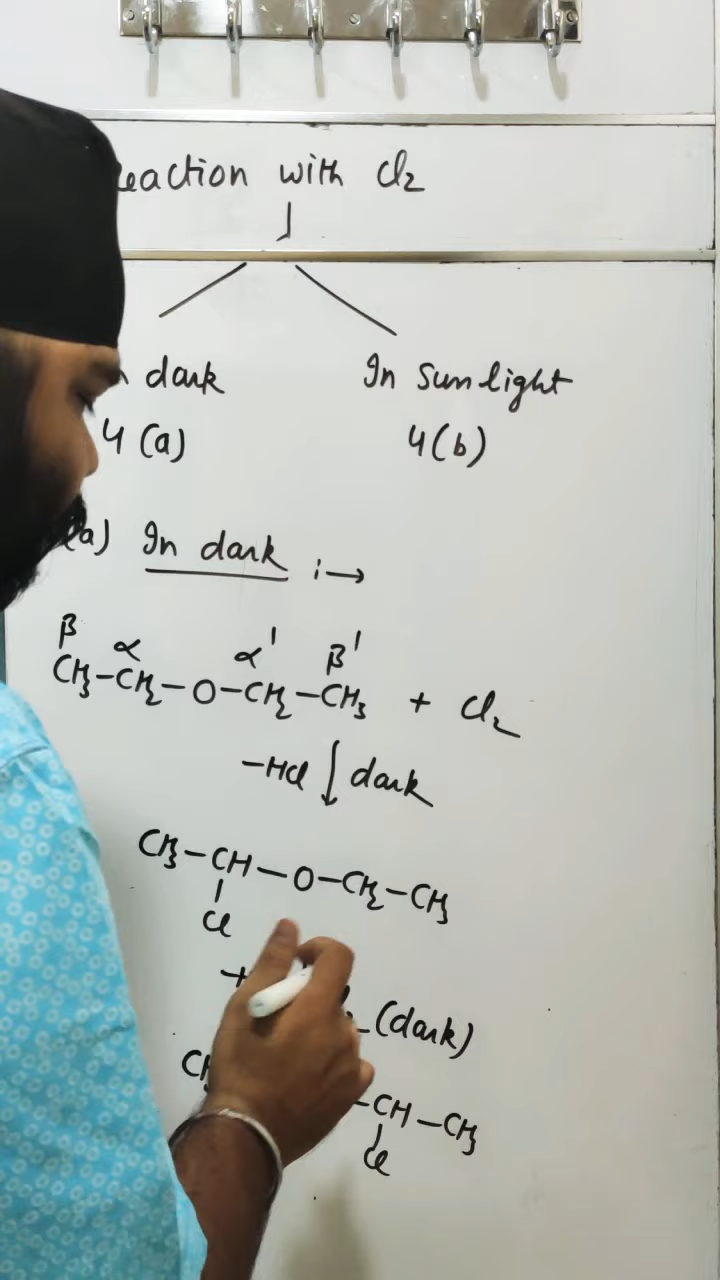 with Cl₂
dark In Sunlight
4 (a) 4(b)
a) In dark :→
β α α' β'
CH₃–CH₂–O–CH₂–CH₃ + Cl₂
–HCl ↓ dark
CH₃–CH–O–CH₂–CH₃
Cl
+ (dark)
–CH–CH₃
Cl